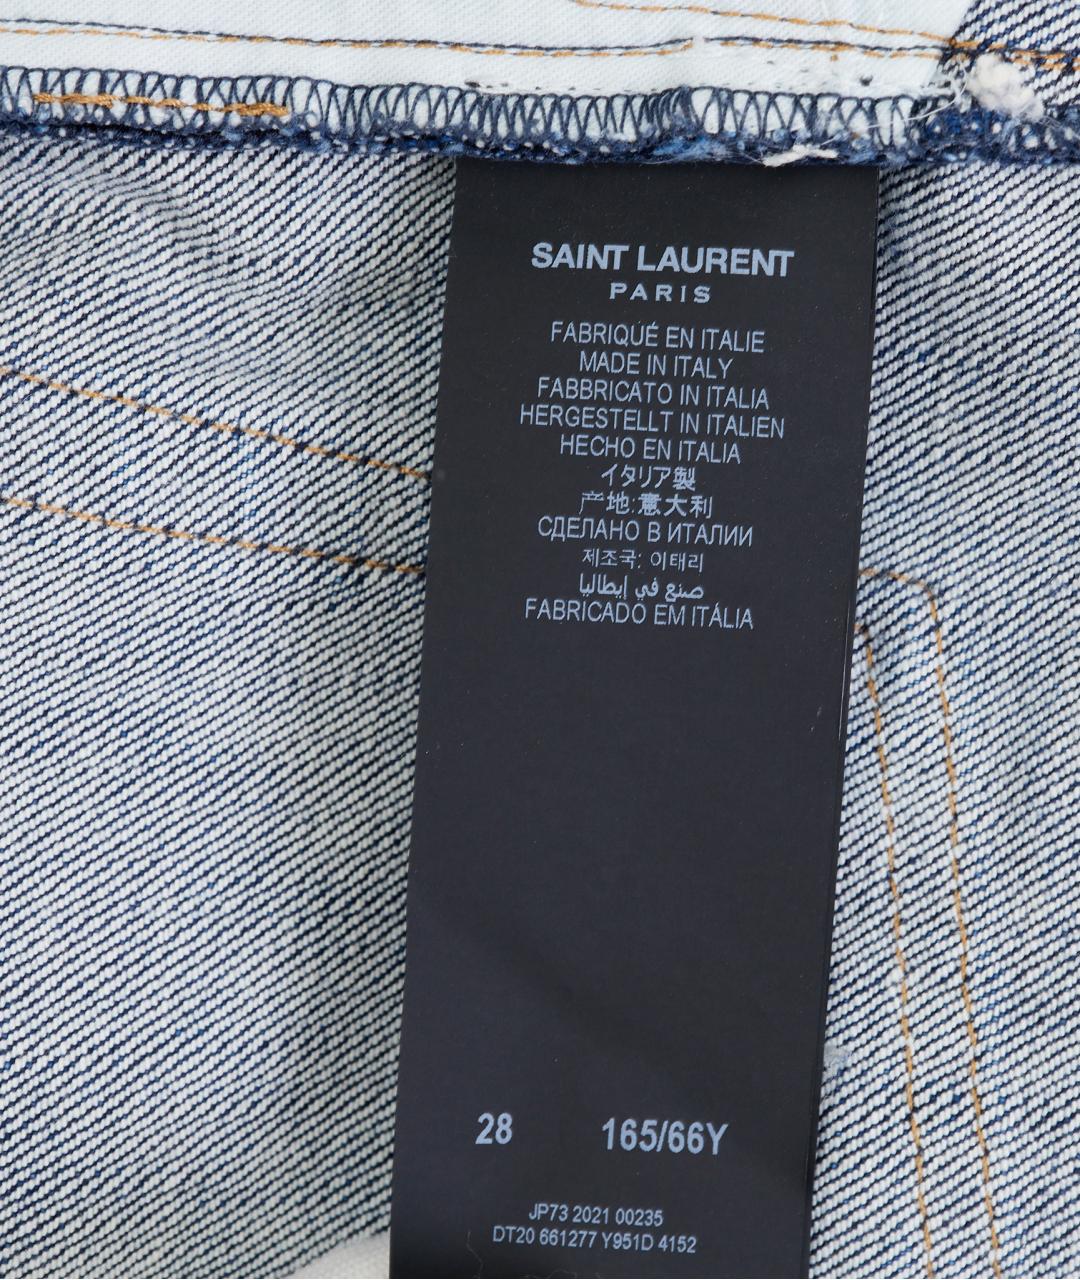 SAINT LAURENT
PARIS
FABRIQUÉ EN ITALIE
MADE IN ITALY
FABBRICATO IN ITALIA
HERGESTELLT IN ITALIEN
HECHO EN ITALIA
イタリア製
产地:意大利
СДЕЛАНО В ИТАЛИИ
제조국: 이태리
صنع في إيطاليا
FABRICADO EM ITÁLIA
28 165/66Y
JP73 2021 00235
DT20 661277 Y951D 4152